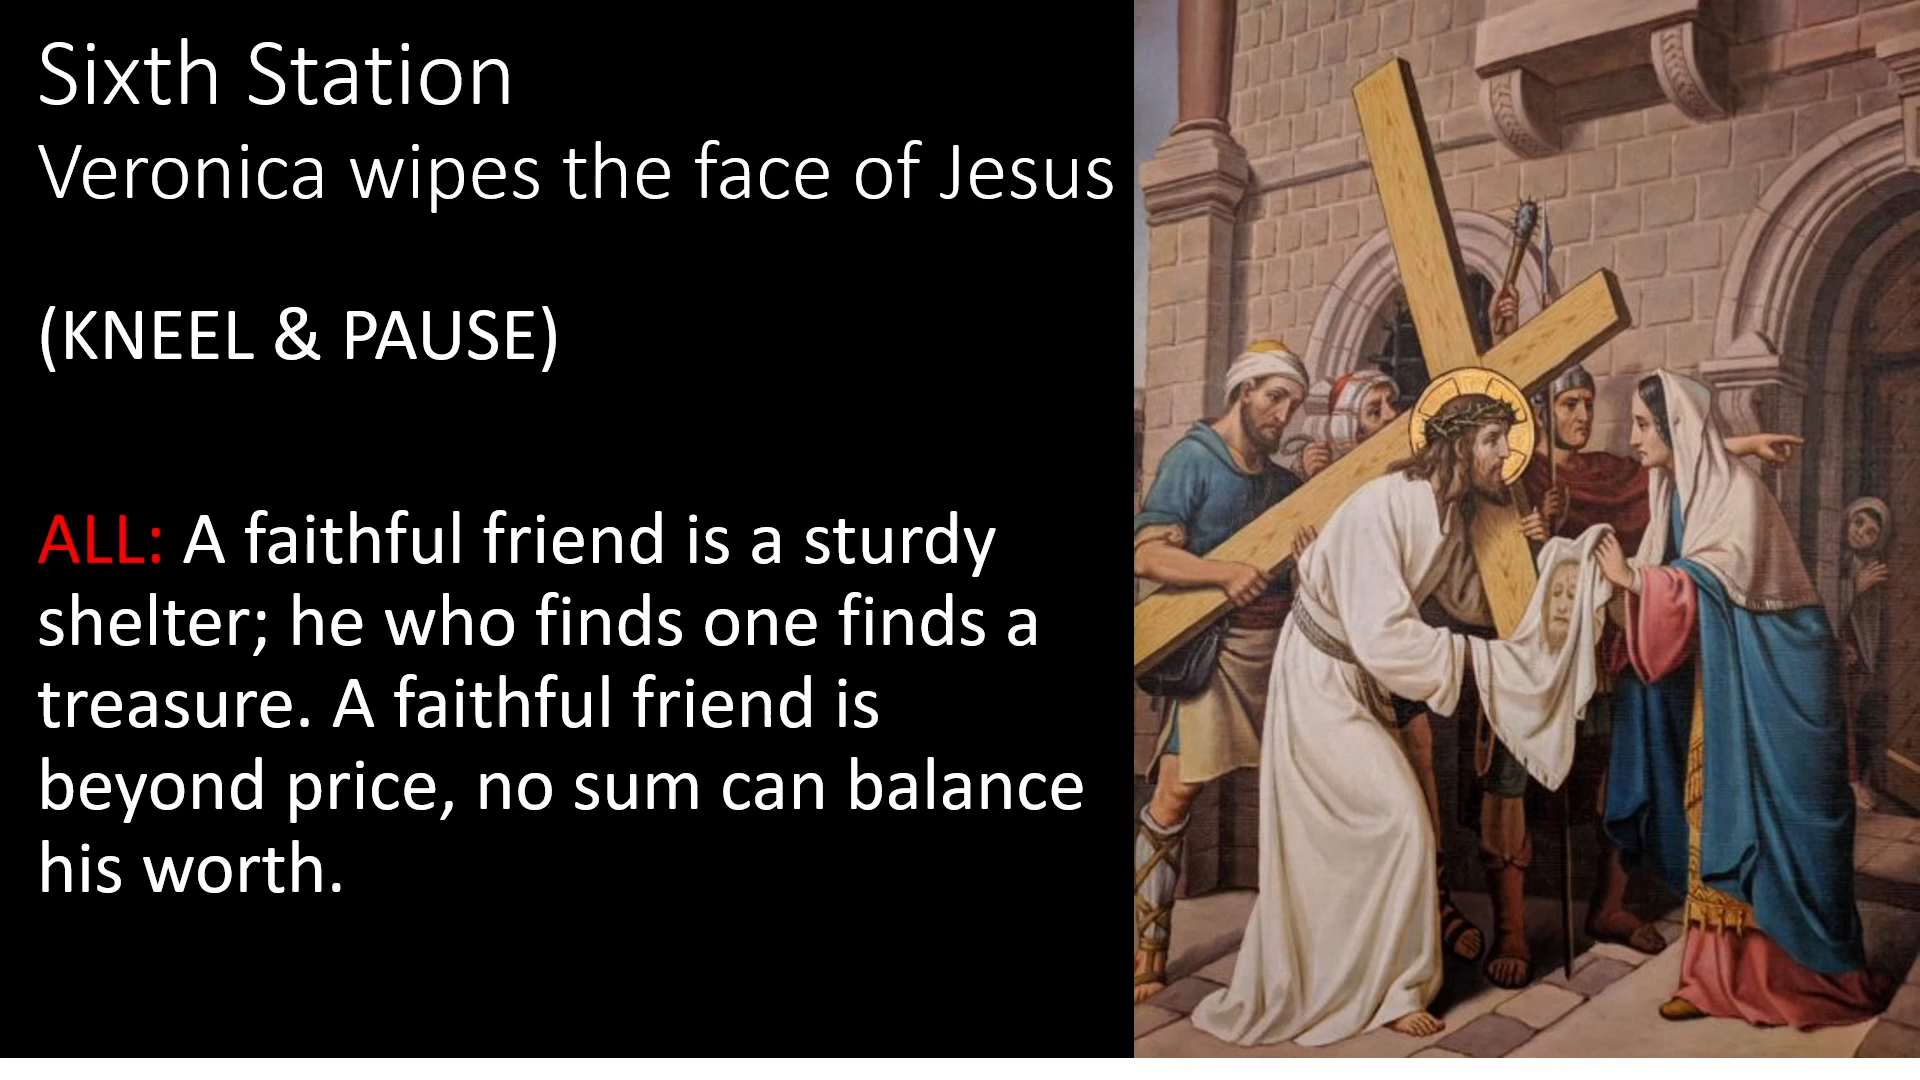 Sixth Station
Veronica wipes the face of Jesus
(KNEEL & PAUSE)
ALL: A faithful friend is a sturdy
shelter; he who finds one finds a
treasure. A faithful friend is
beyond price, no sum can balance
his worth.